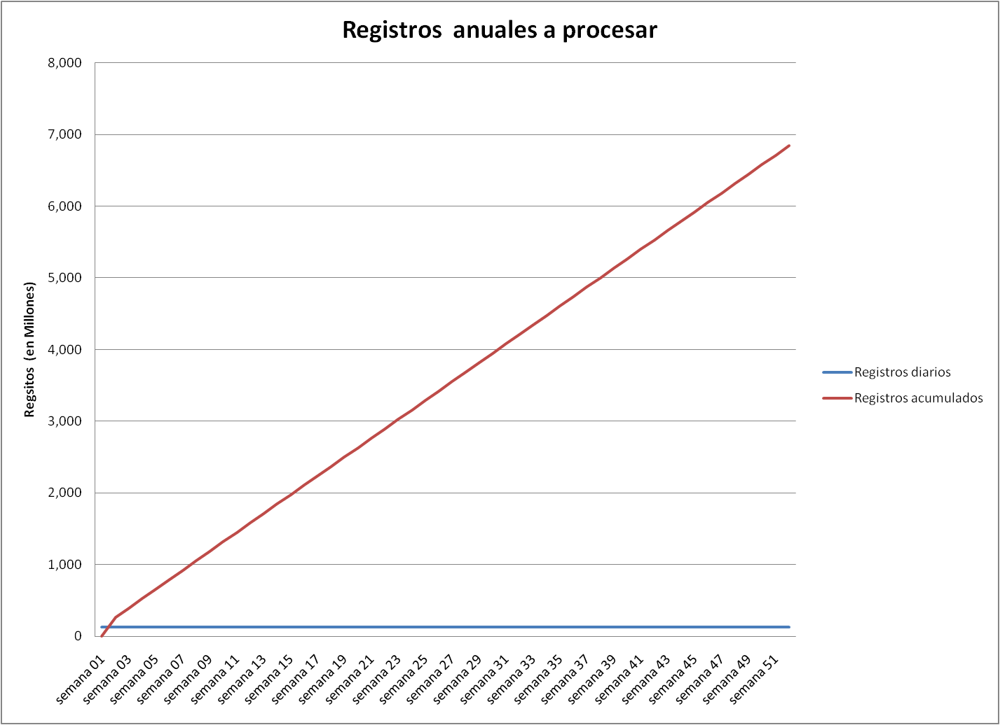 Registros  anuales a procesar
8,000
7,000
6,000
5,000
4,000
3,000
2,000
1,000
0
Regsitos  (en Millones)
Registros diarios
Registros acumulados
semana 01
semana 03
semana 05
semana 07
semana 09
semana 11
semana 13
semana 15
semana 17
semana 19
semana 21
semana 23
semana 25
semana 27
semana 29
semana 31
semana 33
semana 35
semana 37
semana 39
semana 41
semana 43
semana 45
semana 47
semana 49
semana 51